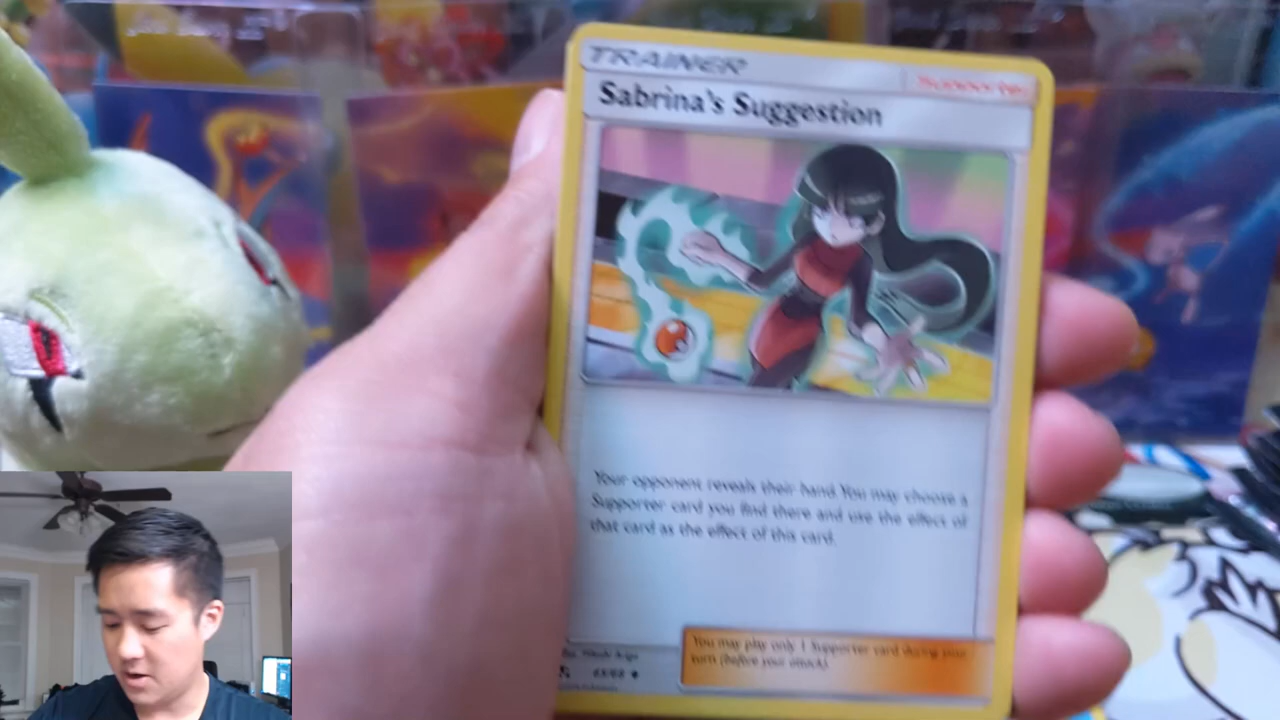 TRAINER
Supporter
Sabrina's Suggestion
Your opponent reveals their hand. You may choose a
Supporter card you find there and use the effect of
that card as the effect of this card.
You may play only 1 Supporter card during your
turn (before your attack).